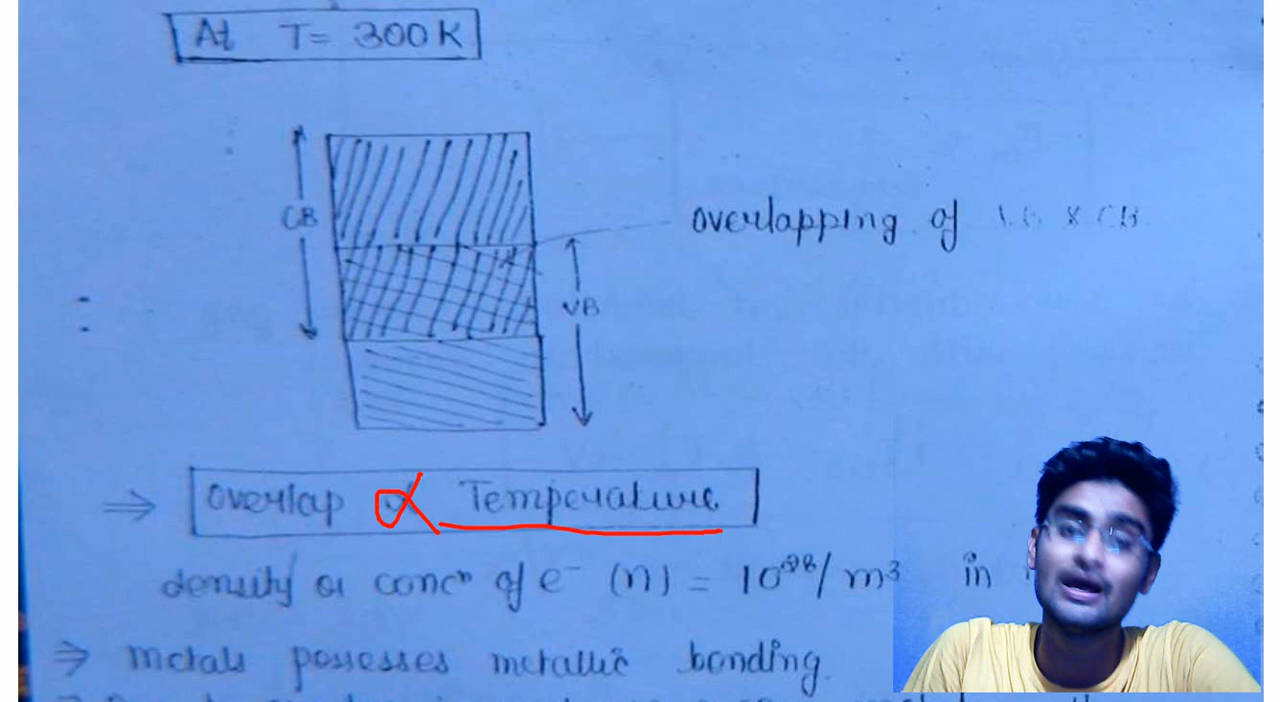 At T= 300K
CB
overlapping of & CB
VB
⇒ overlap ∝ Temperature
density or concⁿ of e⁻ (n) = 10²⁸/m³ in
⇒ metals possesses metallic bonding.